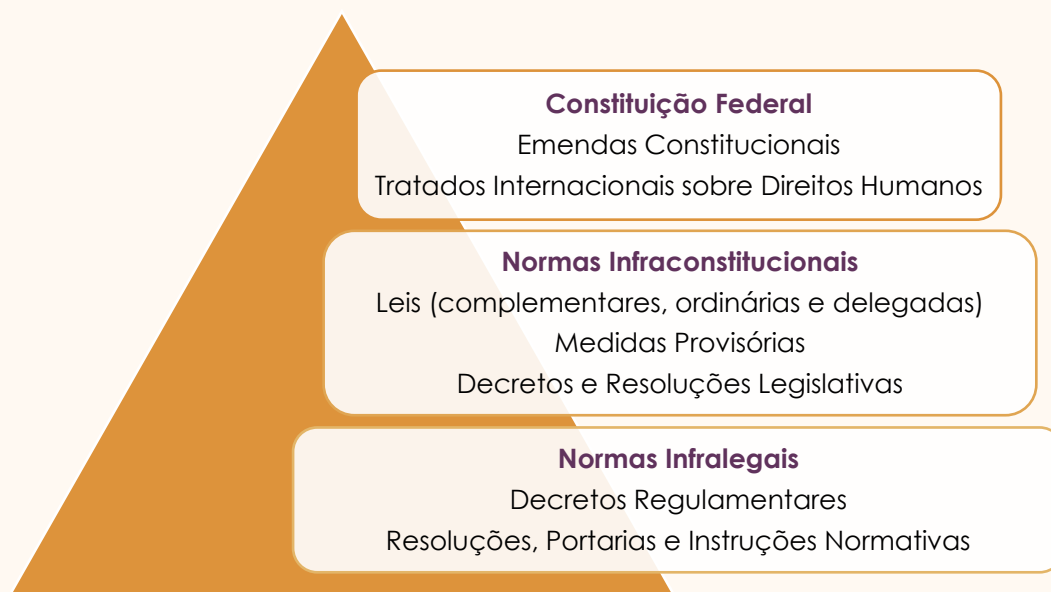 Constituição Federal
Emendas Constitucionais
Tratados Internacionais sobre Direitos Humanos
Normas Infraconstitucionais
Leis (complementares, ordinárias e delegadas)
Medidas Provisórias
Decretos e Resoluções Legislativas
Normas Infralegais
Decretos Regulamentares
Resoluções, Portarias e Instruções Normativas